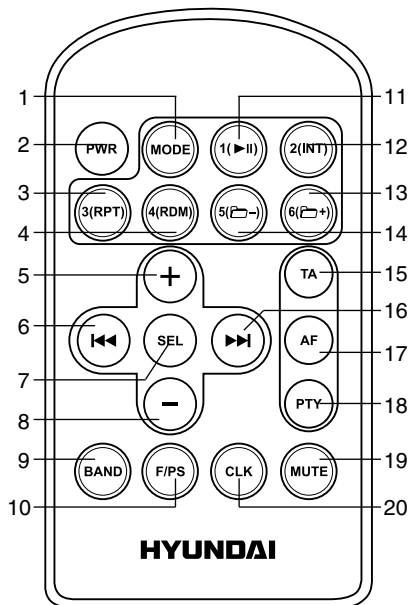 1
11
2
PWR
MODE
1(►II)
2(INT)
12
3
13
3(RPT)
4(RDM)
5(🗀−)
6(🗀+)
4
14
5
+
TA
15
6
16
I◄◄
SEL
►►I
AF
7
17
8
−
PTY
18
9
19
BAND
F/PS
CLK
MUTE
10
20
HYUNDAI